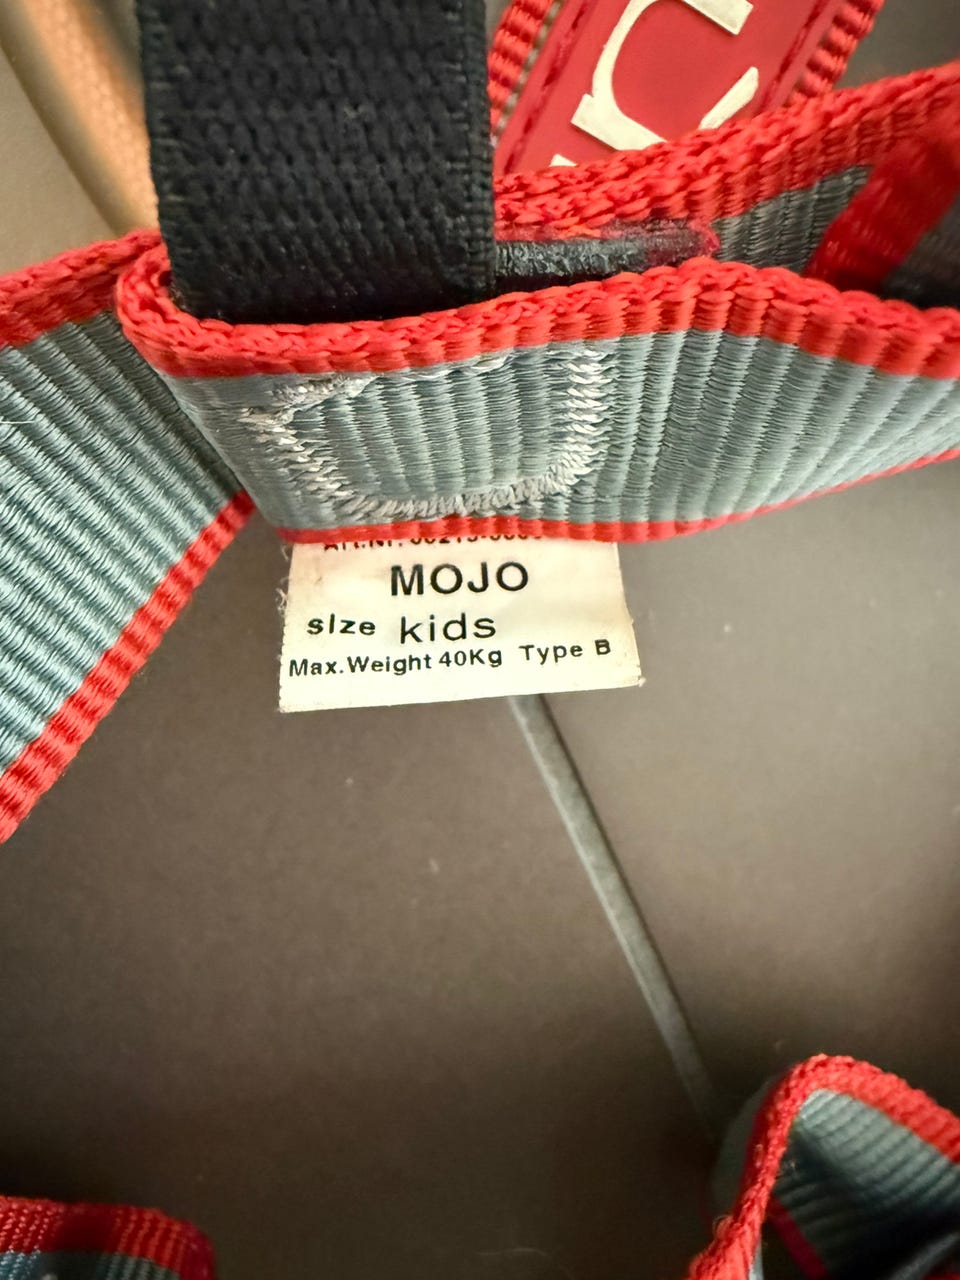 MOJO
size kids
Max.Weight 40Kg Type B